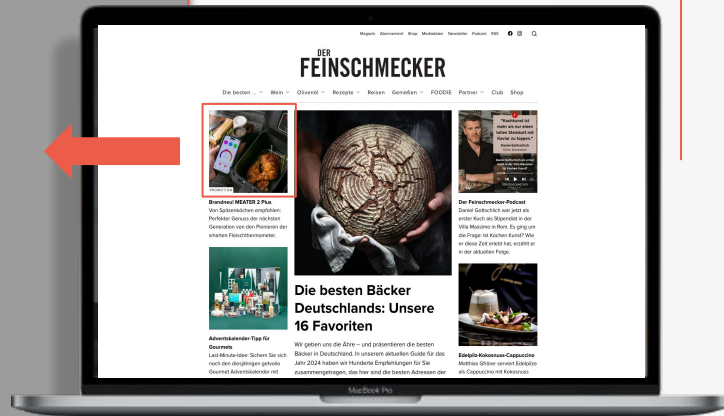 Magazin Abonnement Shop Mediadaten Newsletter Podcast RSS
DER
FEINSCHMECKER
Die besten ... Wein Olivenöl Rezepte Reisen Genießen FOODIE Partner Club Shop
PROMOTION
Brandneu! MEATER 2 Plus
Von Spitzenköchen empfohlen:
Perfekter Genuss der nächsten
Generation von den Pionieren der
smarten Fleischthermometer.
Adventskalender-Tipp für
Gourmets
Last-Minute-Idee: Sichern Sie sich
noch den diesjährigen getvoila
Gourmet Adventskalender mit
Die besten Bäcker
Deutschlands: Unsere
16 Favoriten
Wir geben uns die Ähre – und präsentieren die besten
Bäcker in Deutschland. In unserem aktuellen Guide für das
Jahr 2024 haben wir Hunderte Empfehlungen für Sie
zusammengetragen, das hier sind die besten Adressen der
"Kochkunst ist
mehr als nur einen
tollen Steinbutt mit
Kaviar zu toppen."
Daniel Gottschlich
Der Feinschmecker-Podcast
Daniel Gottschlich war jetzt als
erster Koch als Stipendiat in der
Villa Massimo in Rom. Es ging um
die Frage: Ist Kochen Kunst? Wie
er diese Zeit erlebt hat, erzählt er
in der aktuellen Folge.
Edelpilz-Kokosnuss-Cappuccino
Matthias Gfrörer serviert Edelpilze
als Cappuccino mit Kokosnuss
MacBook Pro